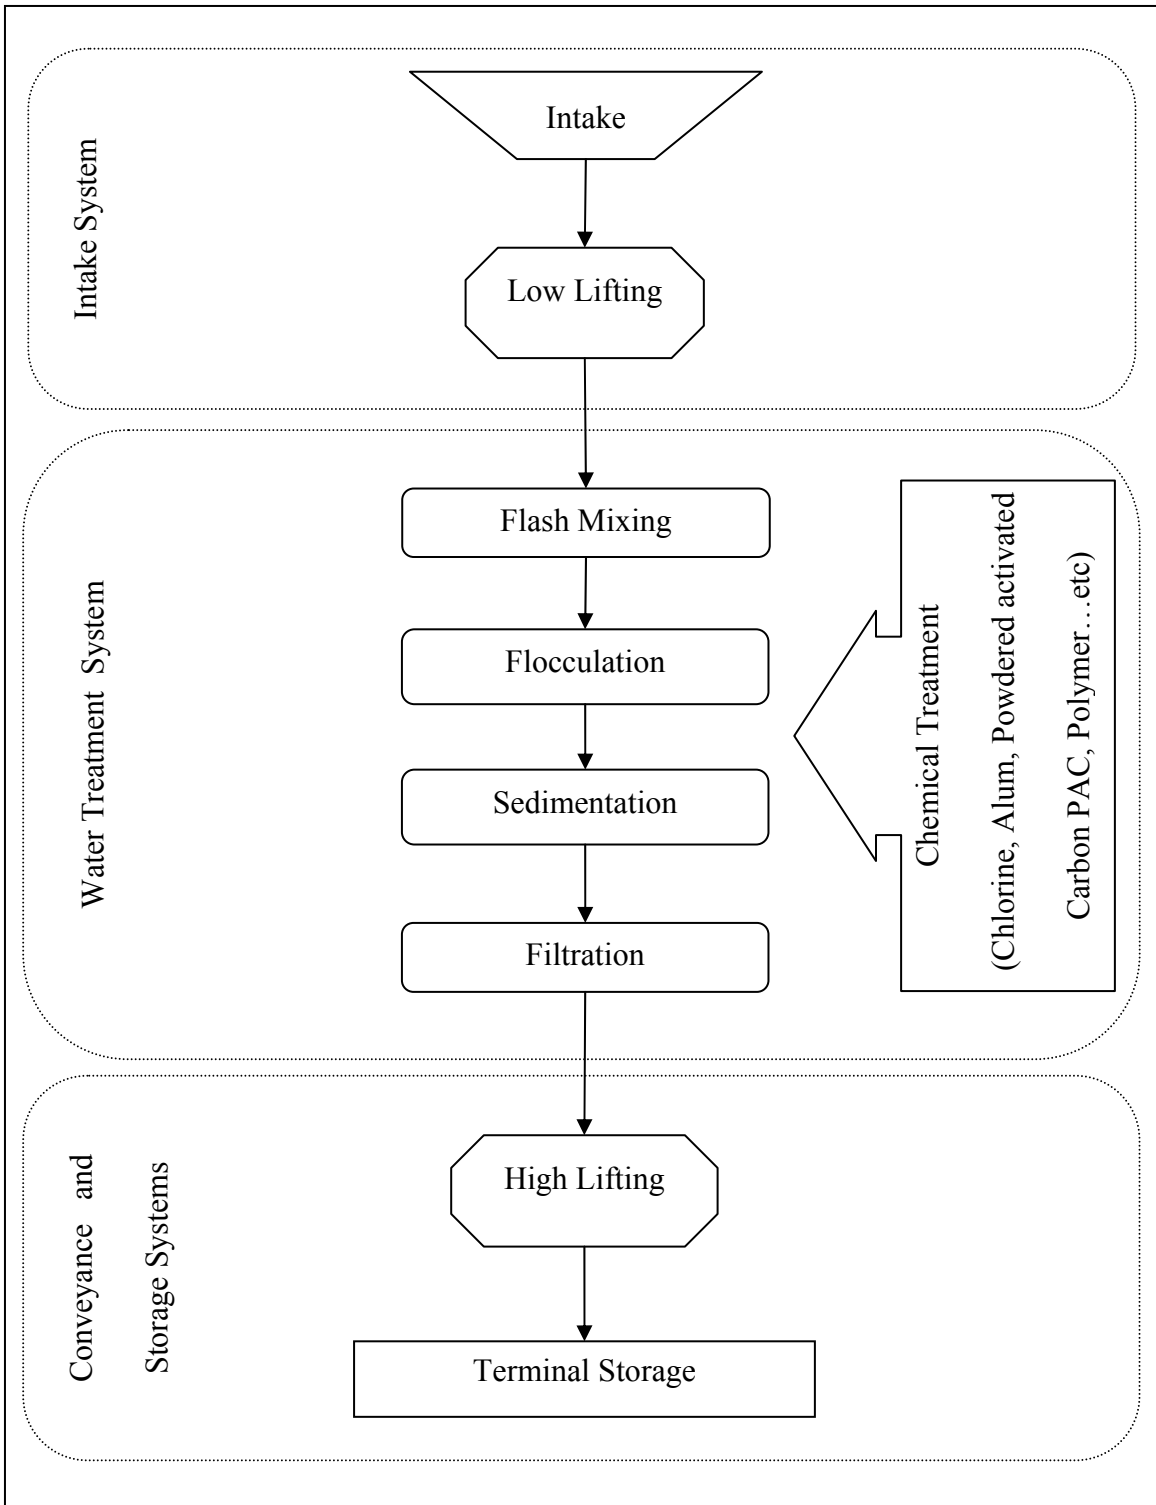 Intake System
Intake
Low Lifting
Water Treatment System
Flash Mixing
Flocculation
Sedimentation
Filtration
Chemical Treatment
(Chlorine, Alum, Powdered activated
Carbon PAC, Polymer…etc)
Conveyance and
Storage Systems
High Lifting
Terminal Storage